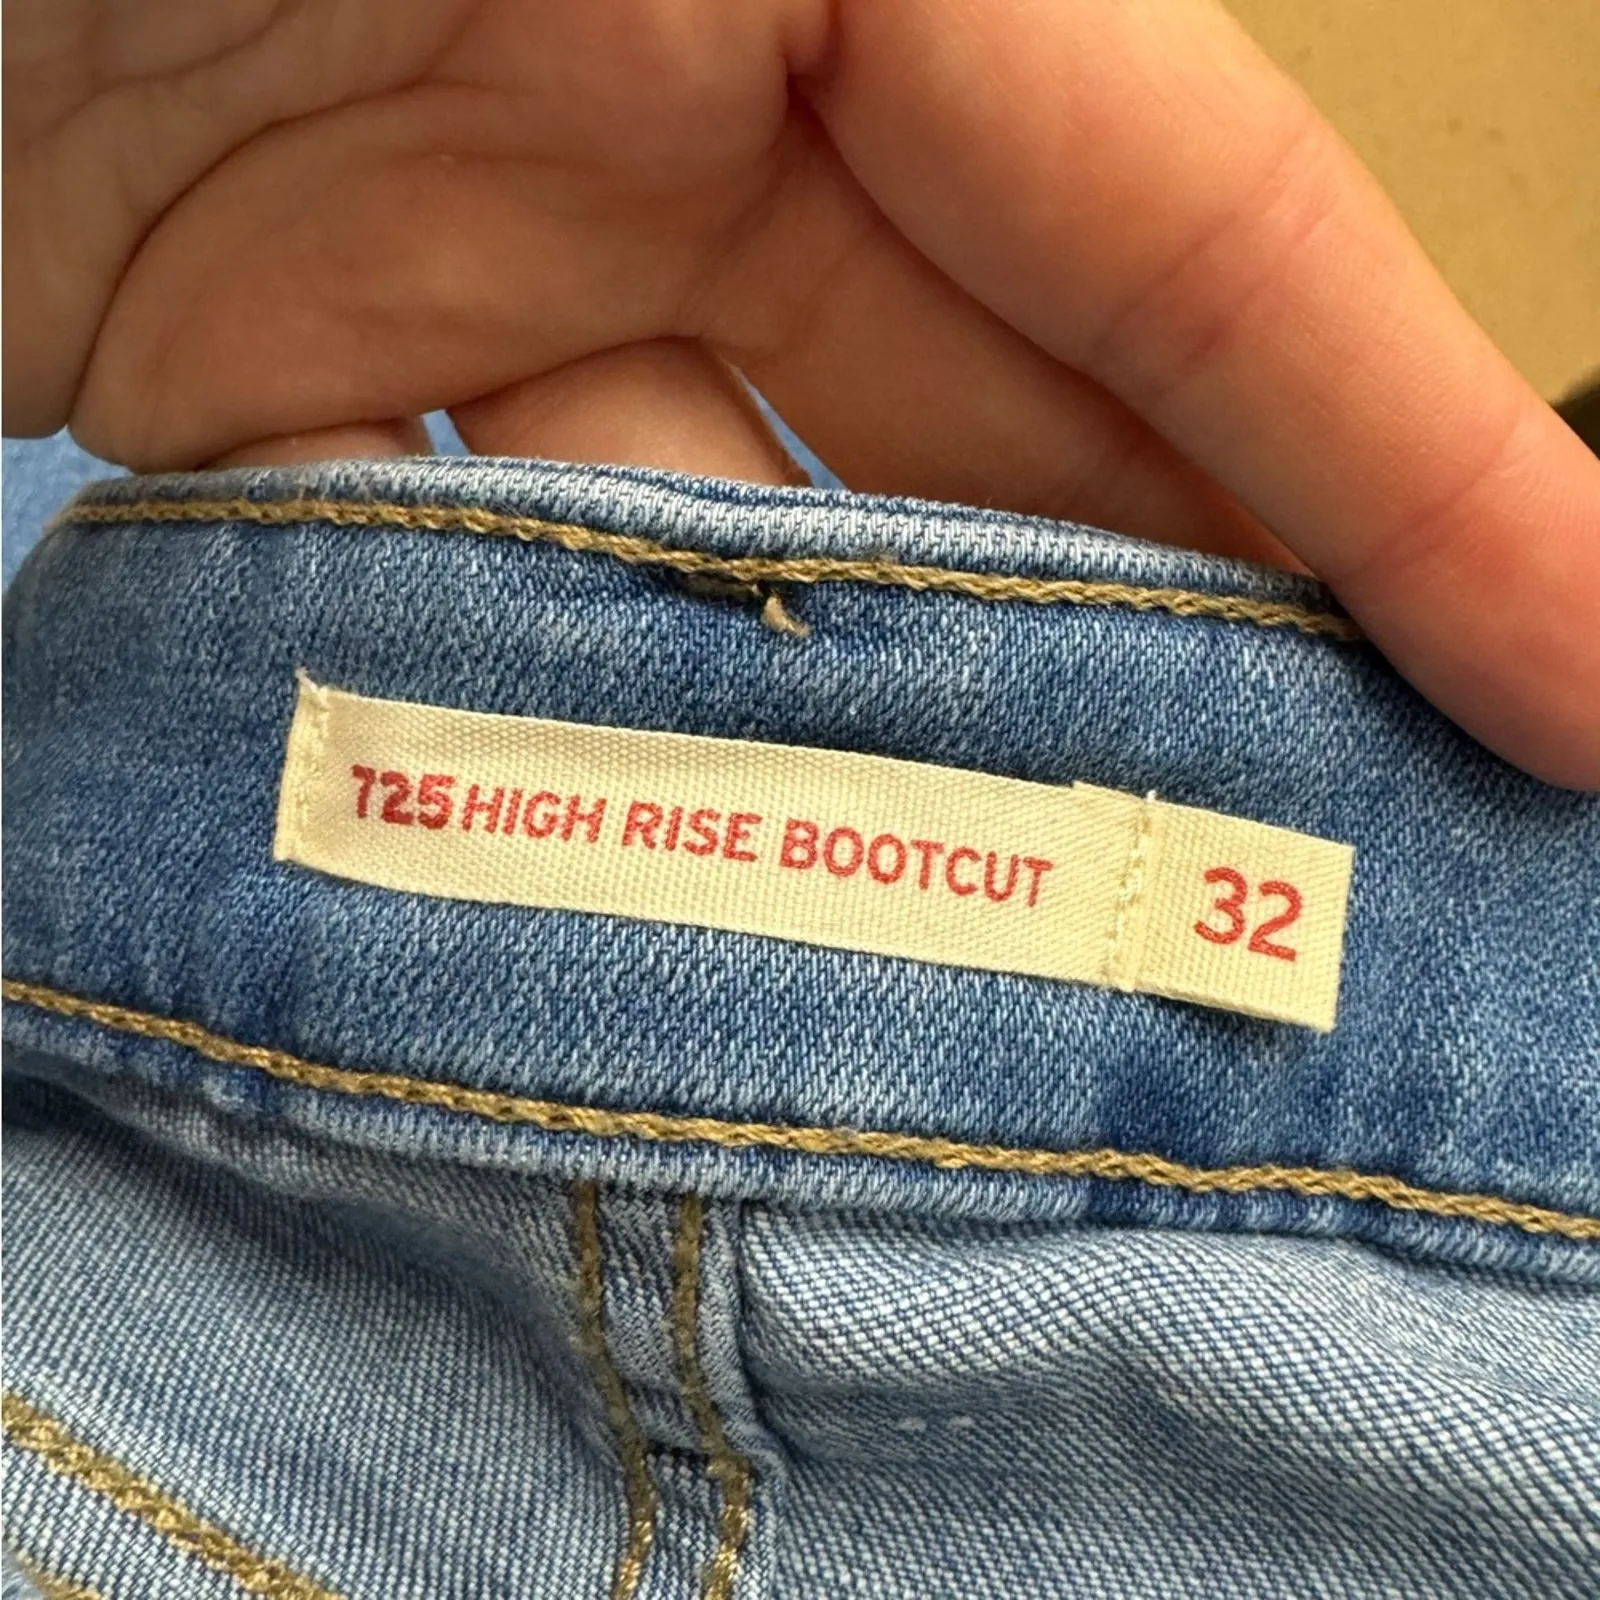 725 HIGH RISE BOOTCUT
32